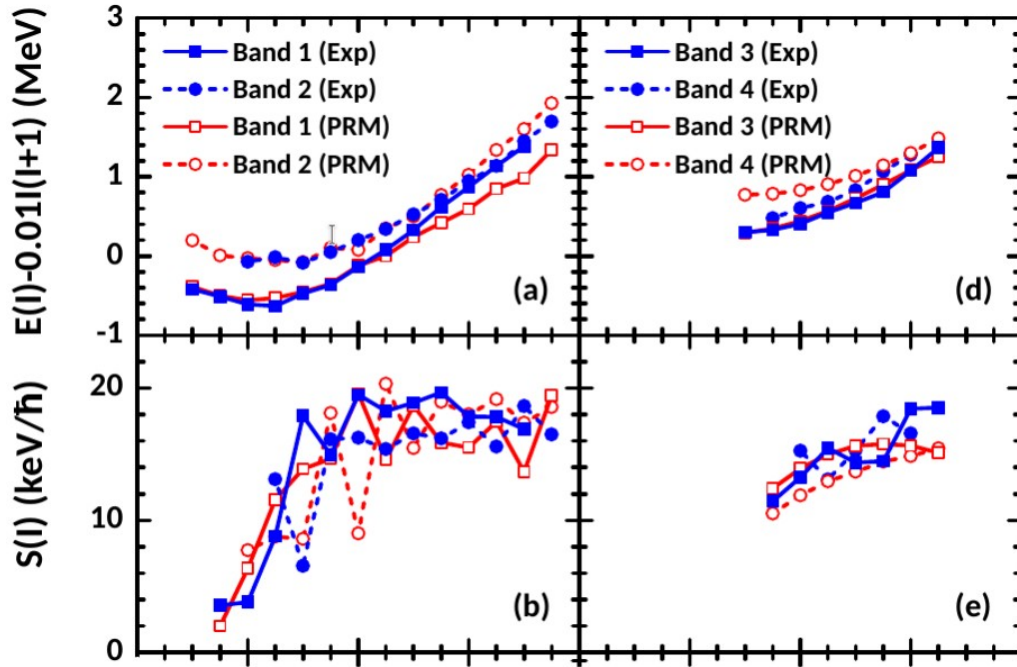 E(I)-0.01I(I+1) (MeV)
3
2
1
0
-1
Band 1 (Exp)
Band 2 (Exp)
Band 1 (PRM)
Band 2 (PRM)
(a)
Band 3 (Exp)
Band 4 (Exp)
Band 3 (PRM)
Band 4 (PRM)
(d)
S(I) (keV/ħ)
20
10
0
(b)
(e)